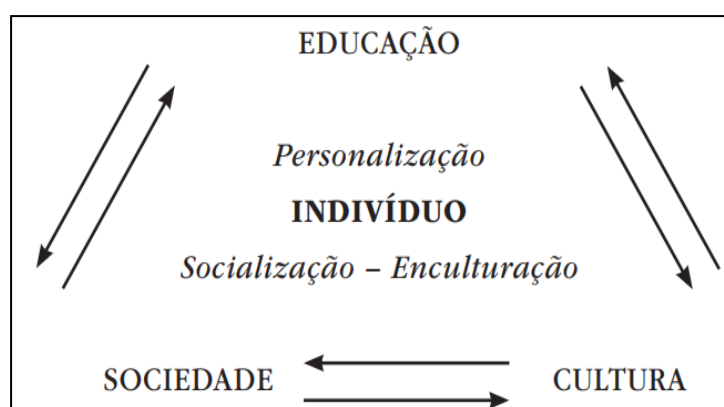 EDUCAÇÃO
Personalização
INDIVÍDUO
Socialização – Enculturação
SOCIEDADE CULTURA